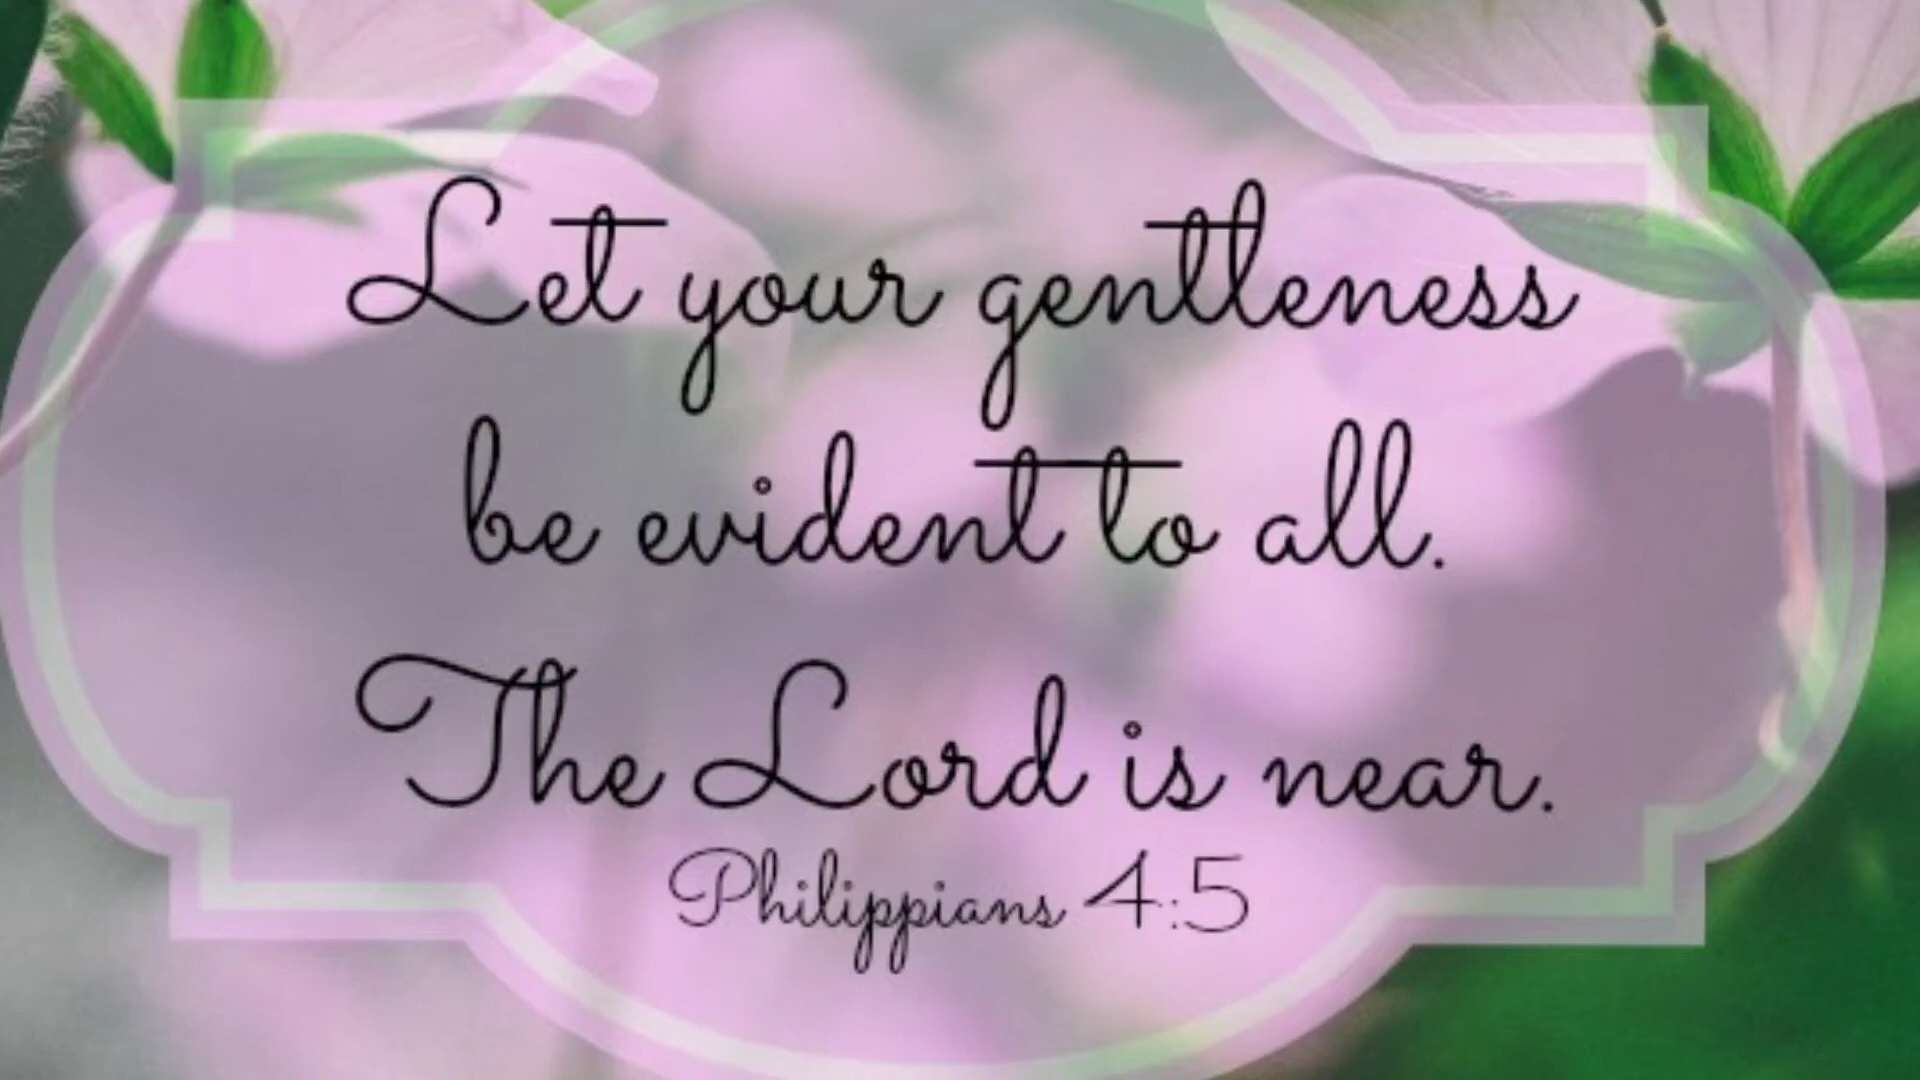 Let your gentleness
be evident to all.
The Lord is near.
Philippians 4:5